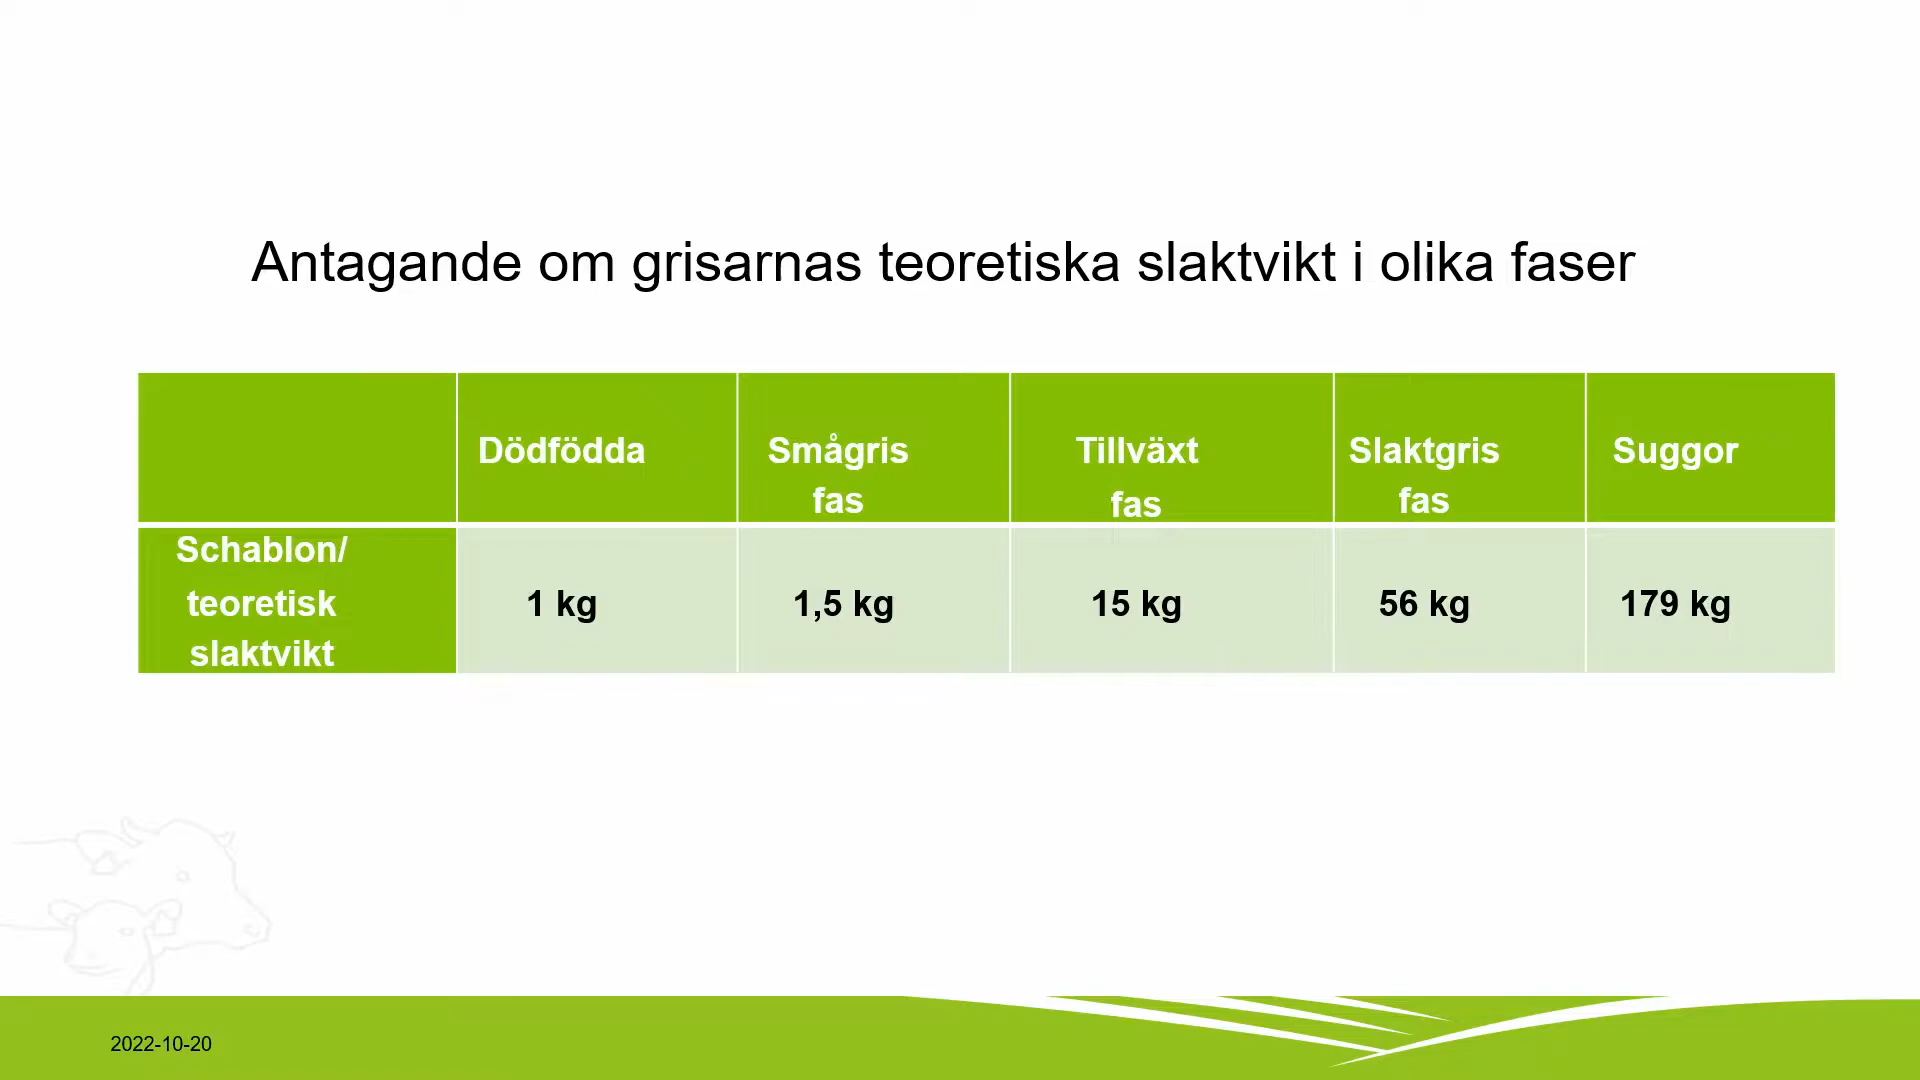 Antagande om grisarnas teoretiska slaktvikt i olika faser
Dödfödda
Smågris
fas
Tillväxt
fas
Slaktgris
fas
Suggor
Schablon/
teoretisk
slaktvikt
1 kg
1,5 kg
15 kg
56 kg
179 kg
2022-10-20